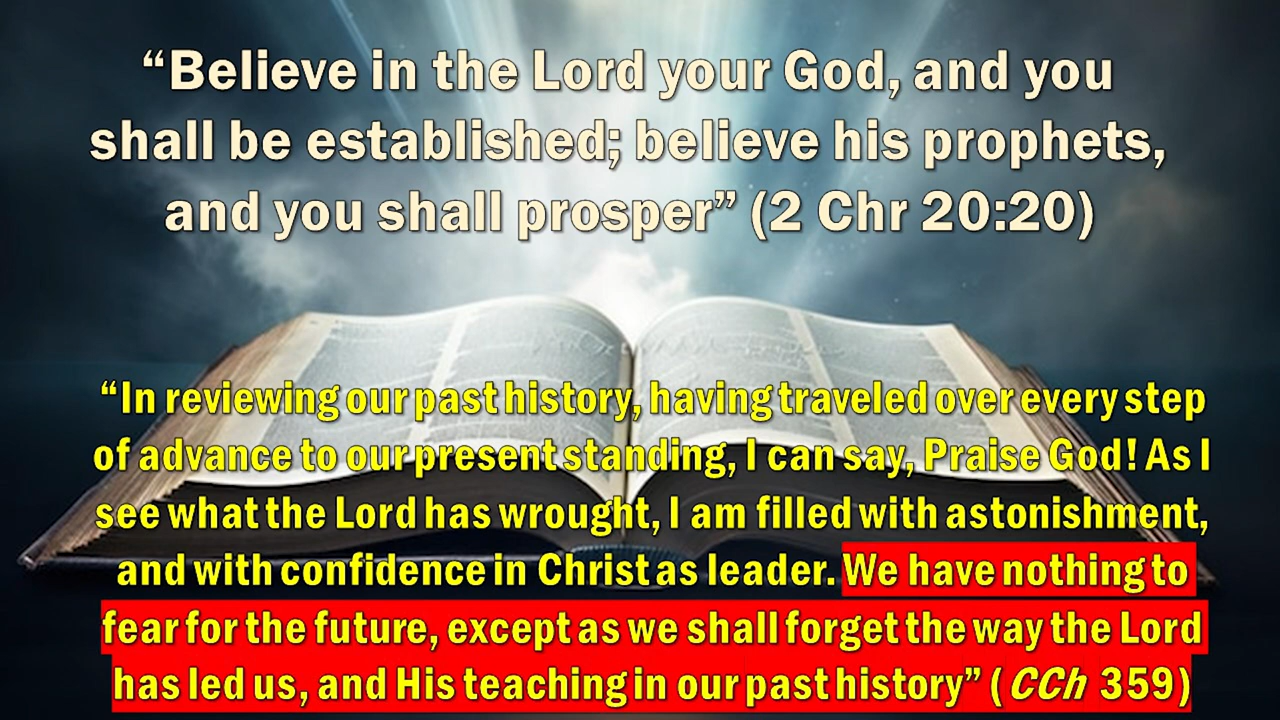 “Believe in the Lord your God, and you
shall be established; believe his prophets,
and you shall prosper” (2 Chr 20:20)
“In reviewing our past history, having traveled over every step
of advance to our present standing, I can say, Praise God! As I
see what the Lord has wrought, I am filled with astonishment,
and with confidence in Christ as leader. We have nothing to
fear for the future, except as we shall forget the way the Lord
has led us, and His teaching in our past history” ( CCh 359)